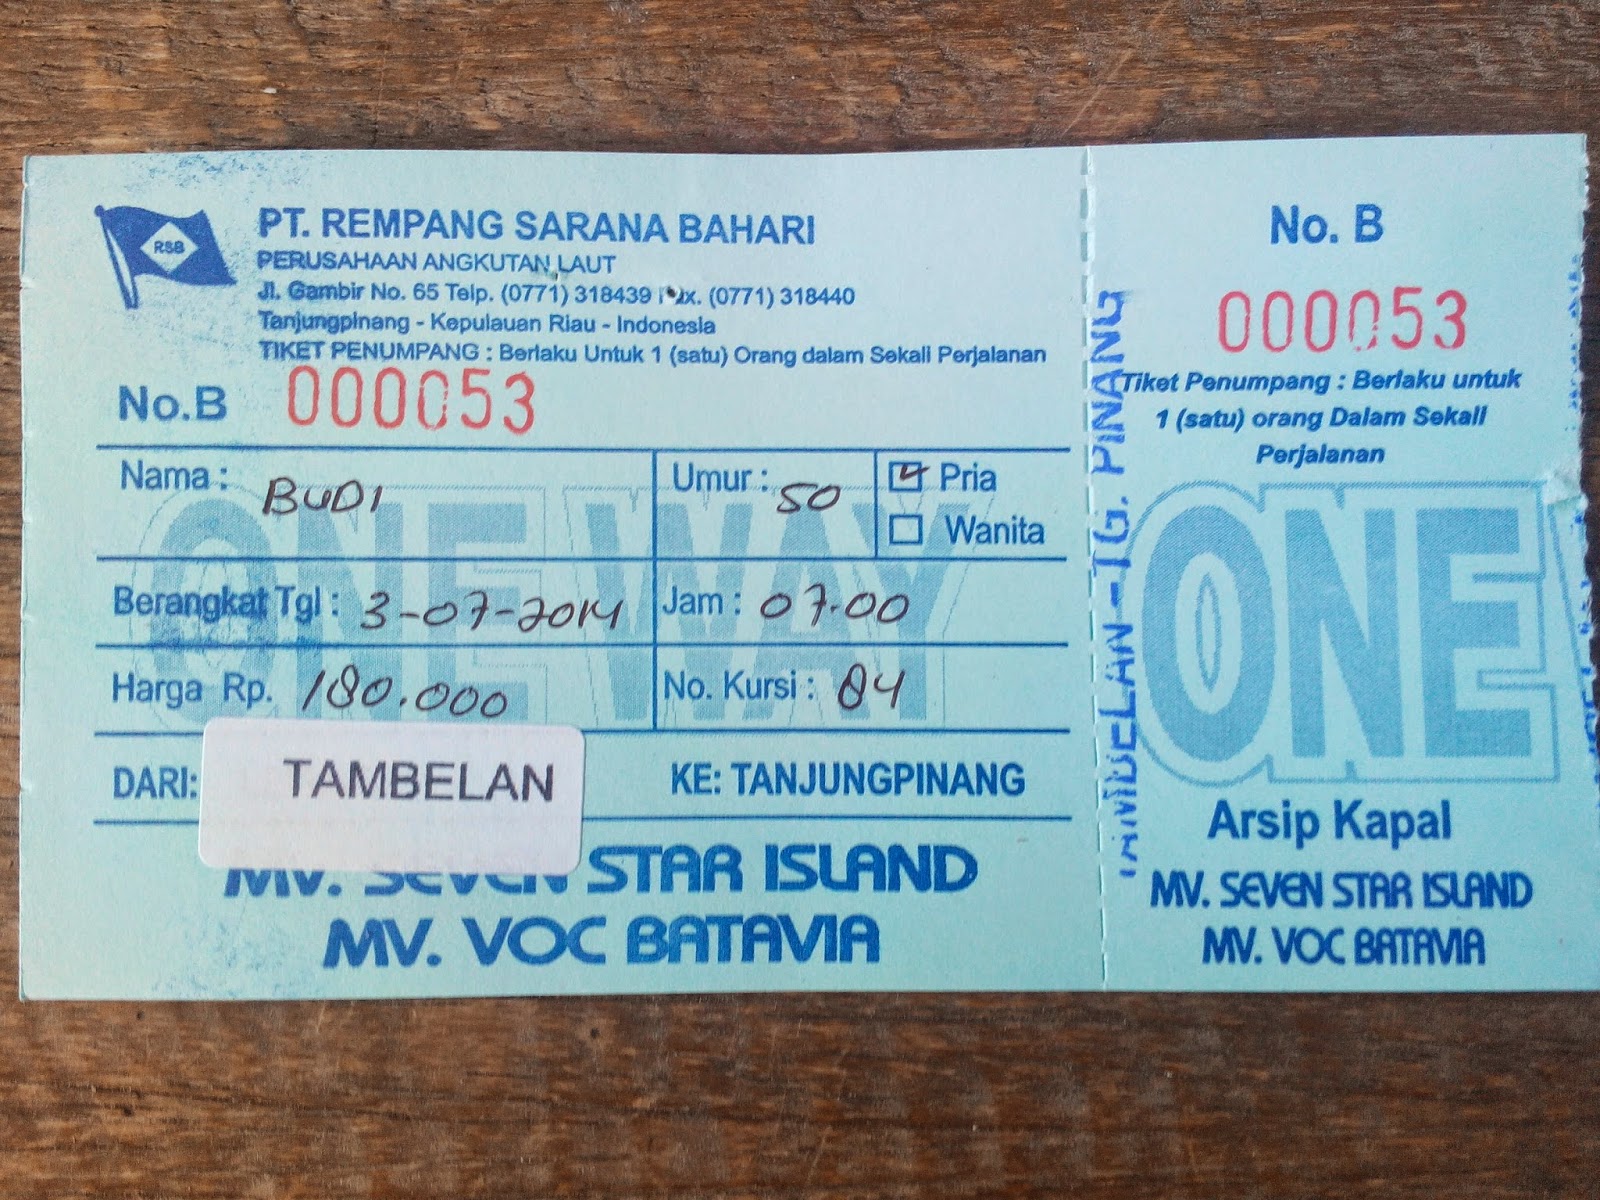 RSB
PT. REMPANG SARANA BAHARI
PERUSAHAAN ANGKUTAN LAUT
Jl. Gambir No. 65 Telp. (0771) 318439 (0771) 318440
Tanjungpinang - Kepulauan Riau - Indonesia
TIKET PENUMPANG : Berlaku Untuk 1 (satu) Orang dalam Sekali Perjalanan
No.B 000053
Nama : BUDI Umur : 50 Pria
Wanita
Berangkat Tgl : 3-07-2014 Jam : 07.00
Harga Rp. 180.000 No. Kursi : 84
DARI: TAMBELAN KE: TANJUNGPINANG
MV. SEVEN STAR ISLAND
MV. VOC BATAVIA
ONE WAY
TAMBELAN - TG. PINANG
No. B
000053
Tiket Penumpang : Berlaku untuk
1 (satu) orang Dalam Sekali
Perjalanan
ONE
Arsip Kapal
MV. SEVEN STAR ISLAND
MV. VOC BATAVIA